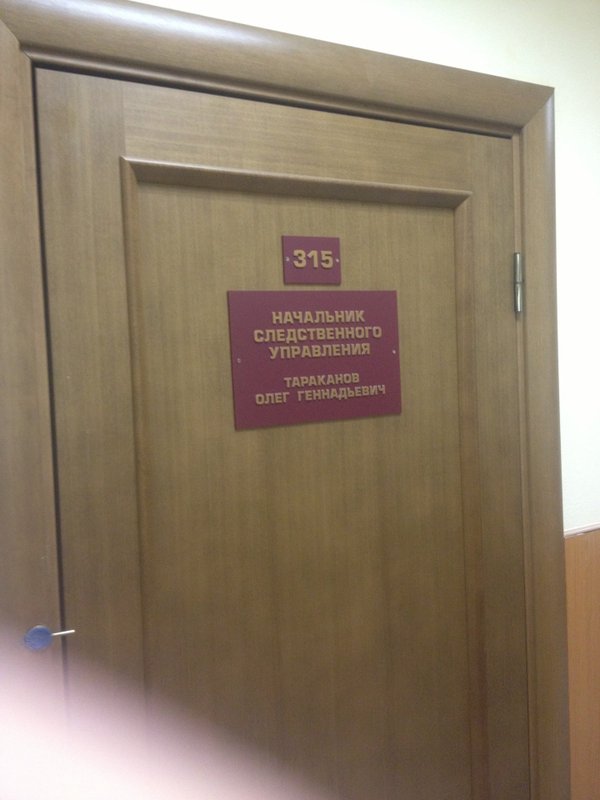 315
НАЧАЛЬНИК
СЛЕДСТВЕННОГО
УПРАВЛЕНИЯ
ТАРАКАНОВ
ОЛЕГ ГЕННАДЬЕВИЧ